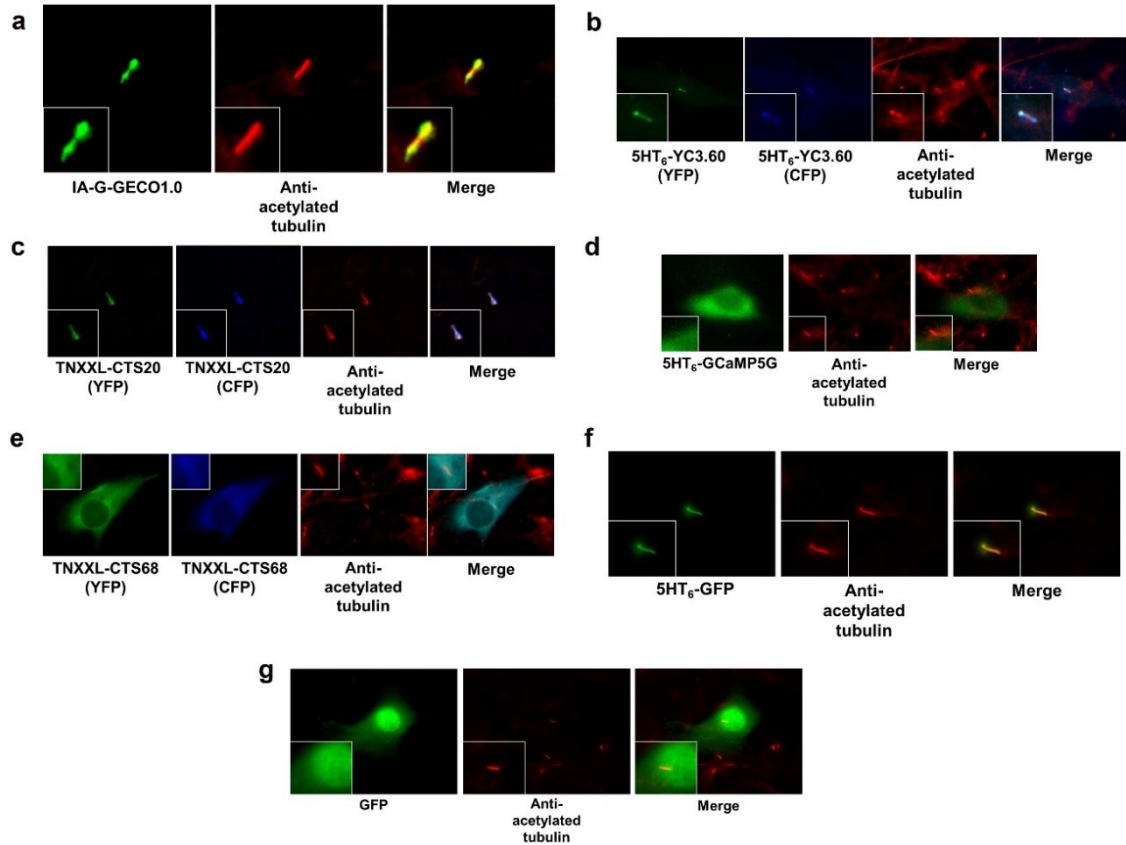 a
IA-G-GECO1.0
Anti-
acetylated
tubulin
Merge
b
5HT₆-YC3.60
(YFP)
5HT₆-YC3.60
(CFP)
Anti-
acetylated
tubulin
Merge
c
TNXXL-CTS20
(YFP)
TNXXL-CTS20
(CFP)
Anti-
acetylated
tubulin
Merge
d
5HT₆-GCaMP5G
Anti-
acetylated
tubulin
Merge
e
TNXXL-CTS68
(YFP)
TNXXL-CTS68
(CFP)
Anti-
acetylated
tubulin
Merge
f
5HT₆-GFP
Anti-
acetylated
tubulin
Merge
g
GFP
Anti-
acetylated
tubulin
Merge